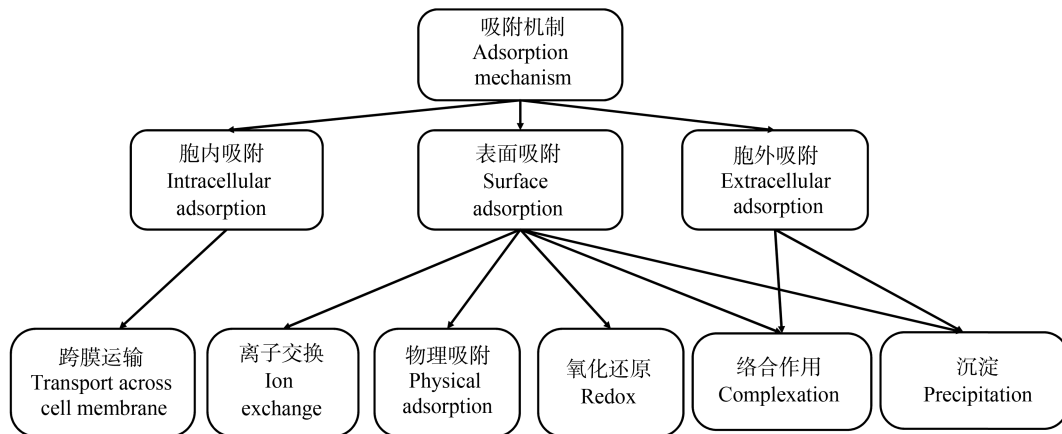 吸附机制
Adsorption
mechanism
胞内吸附
Intracellular
adsorption
表面吸附
Surface
adsorption
胞外吸附
Extracellular
adsorption
跨膜运输
Transport across
cell membrane
离子交换
Ion
exchange
物理吸附
Physical
adsorption
氧化还原
Redox
络合作用
Complexation
沉淀
Precipitation